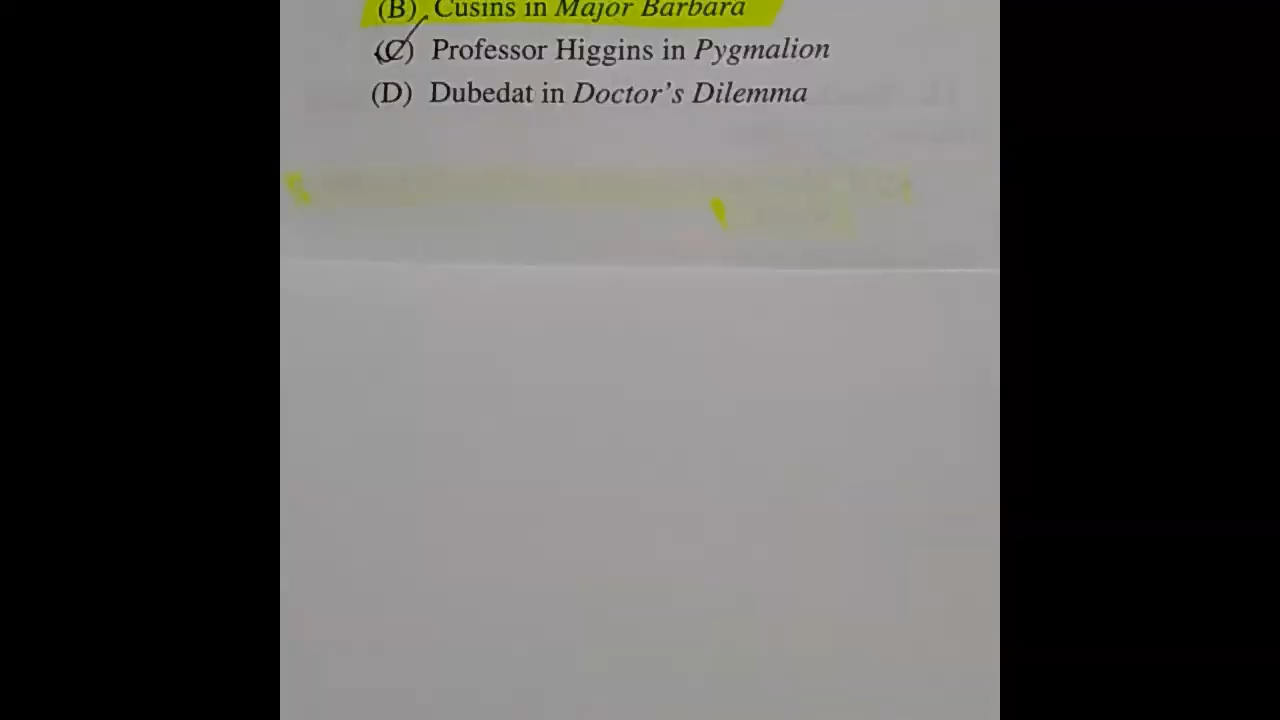 (B) Cusins in Major Barbara
(C) Professor Higgins in Pygmalion
(D) Dubedat in Doctor's Dilemma